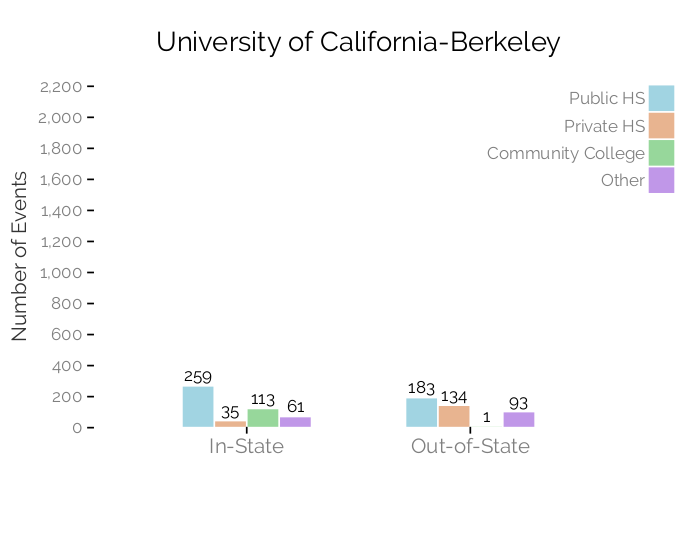 University of California-Berkeley
Number of Events
2,200
2,000
1,800
1,600
1,400
1,200
1,000
800
600
400
200
0
Public HS
Private HS
Community College
Other
259
35
113
61
183
134
1
93
In-State
Out-of-State